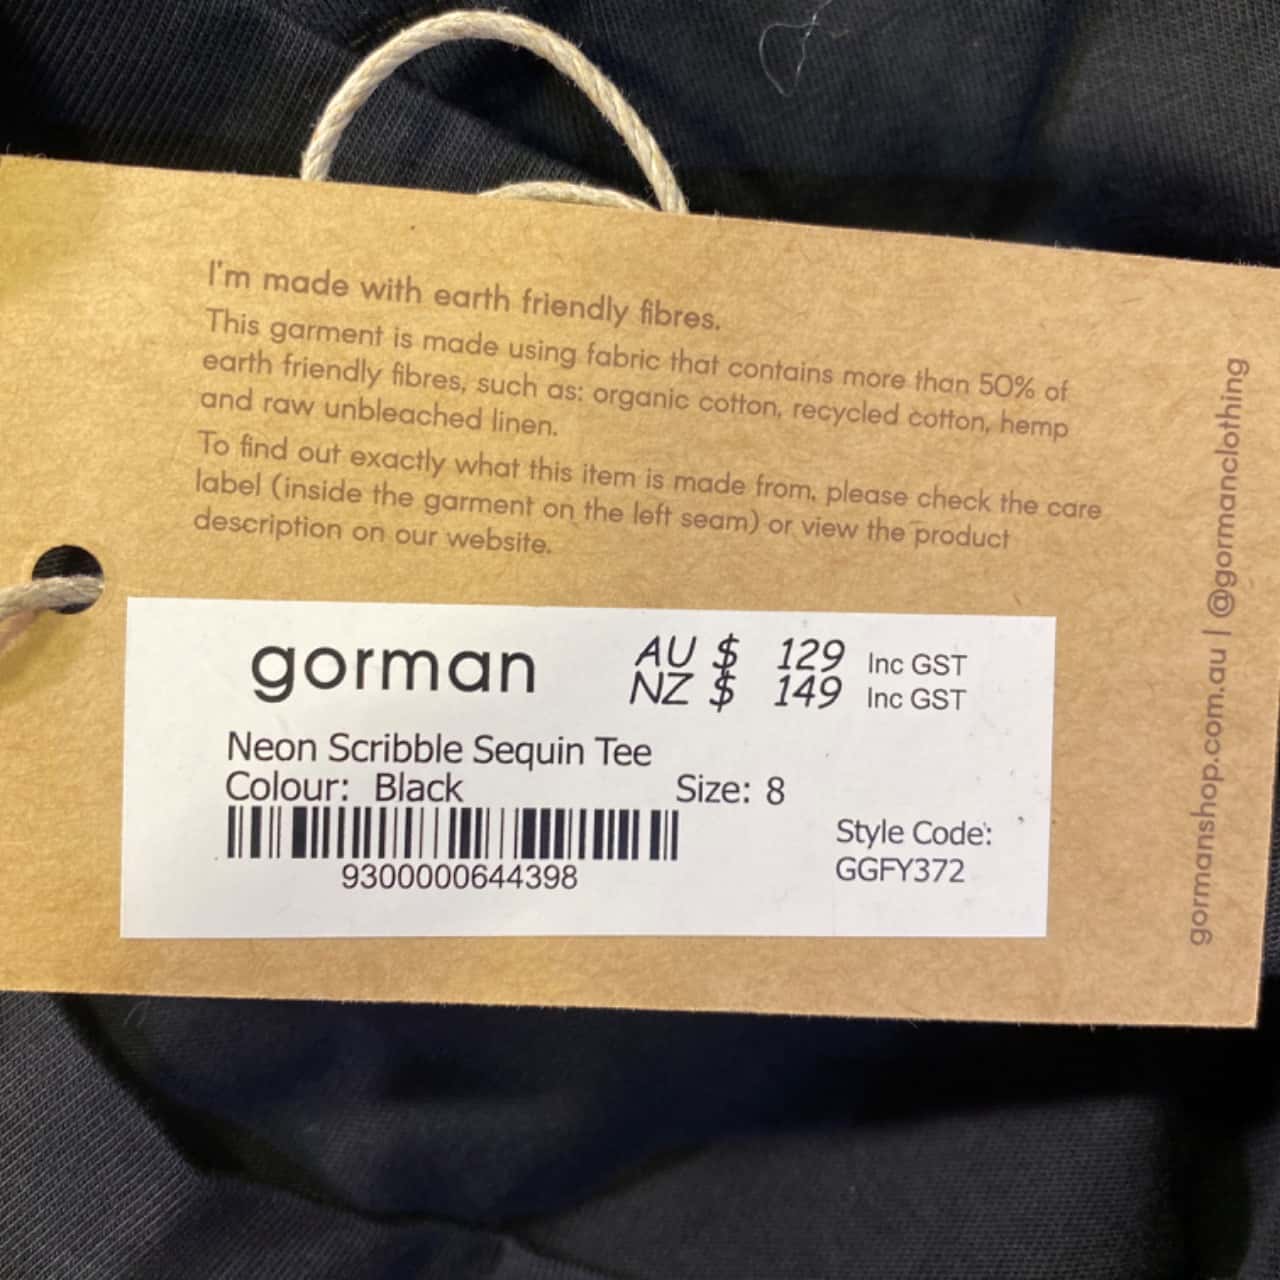 I'm made with earth friendly fibres.
This garment is made using fabric that contains more than 50% of
earth friendly fibres, such as: organic cotton, recycled cotton, hemp
and raw unbleached linen.
To find out exactly what this item is made from, please check the care
label (inside the garment on the left seam) or view the product
description on our website.
gorman
AU $ 129 Inc GST
NZ $ 149 Inc GST
Neon Scribble Sequin Tee
Colour: Black Size: 8
9300000644398
Style Code:
GGFY372
gormanshop.com.au | @gormanclothing